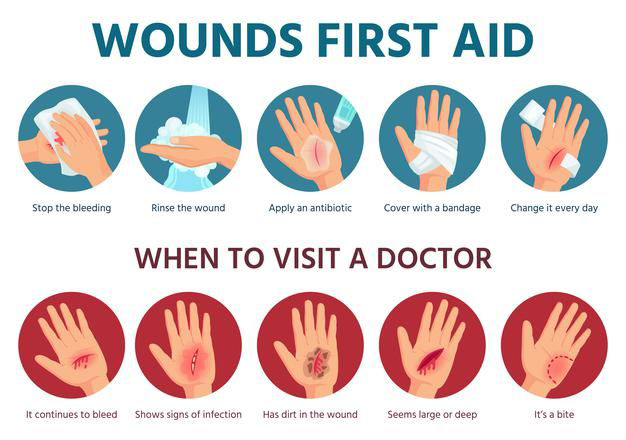 WOUNDS FIRST AID
Stop the bleeding
Rinse the wound
Apply an antibiotic
Cover with a bandage
Change it every day
WHEN TO VISIT A DOCTOR
It continues to bleed
Shows signs of infection
Has dirt in the wound
Seems large or deep
It's a bite